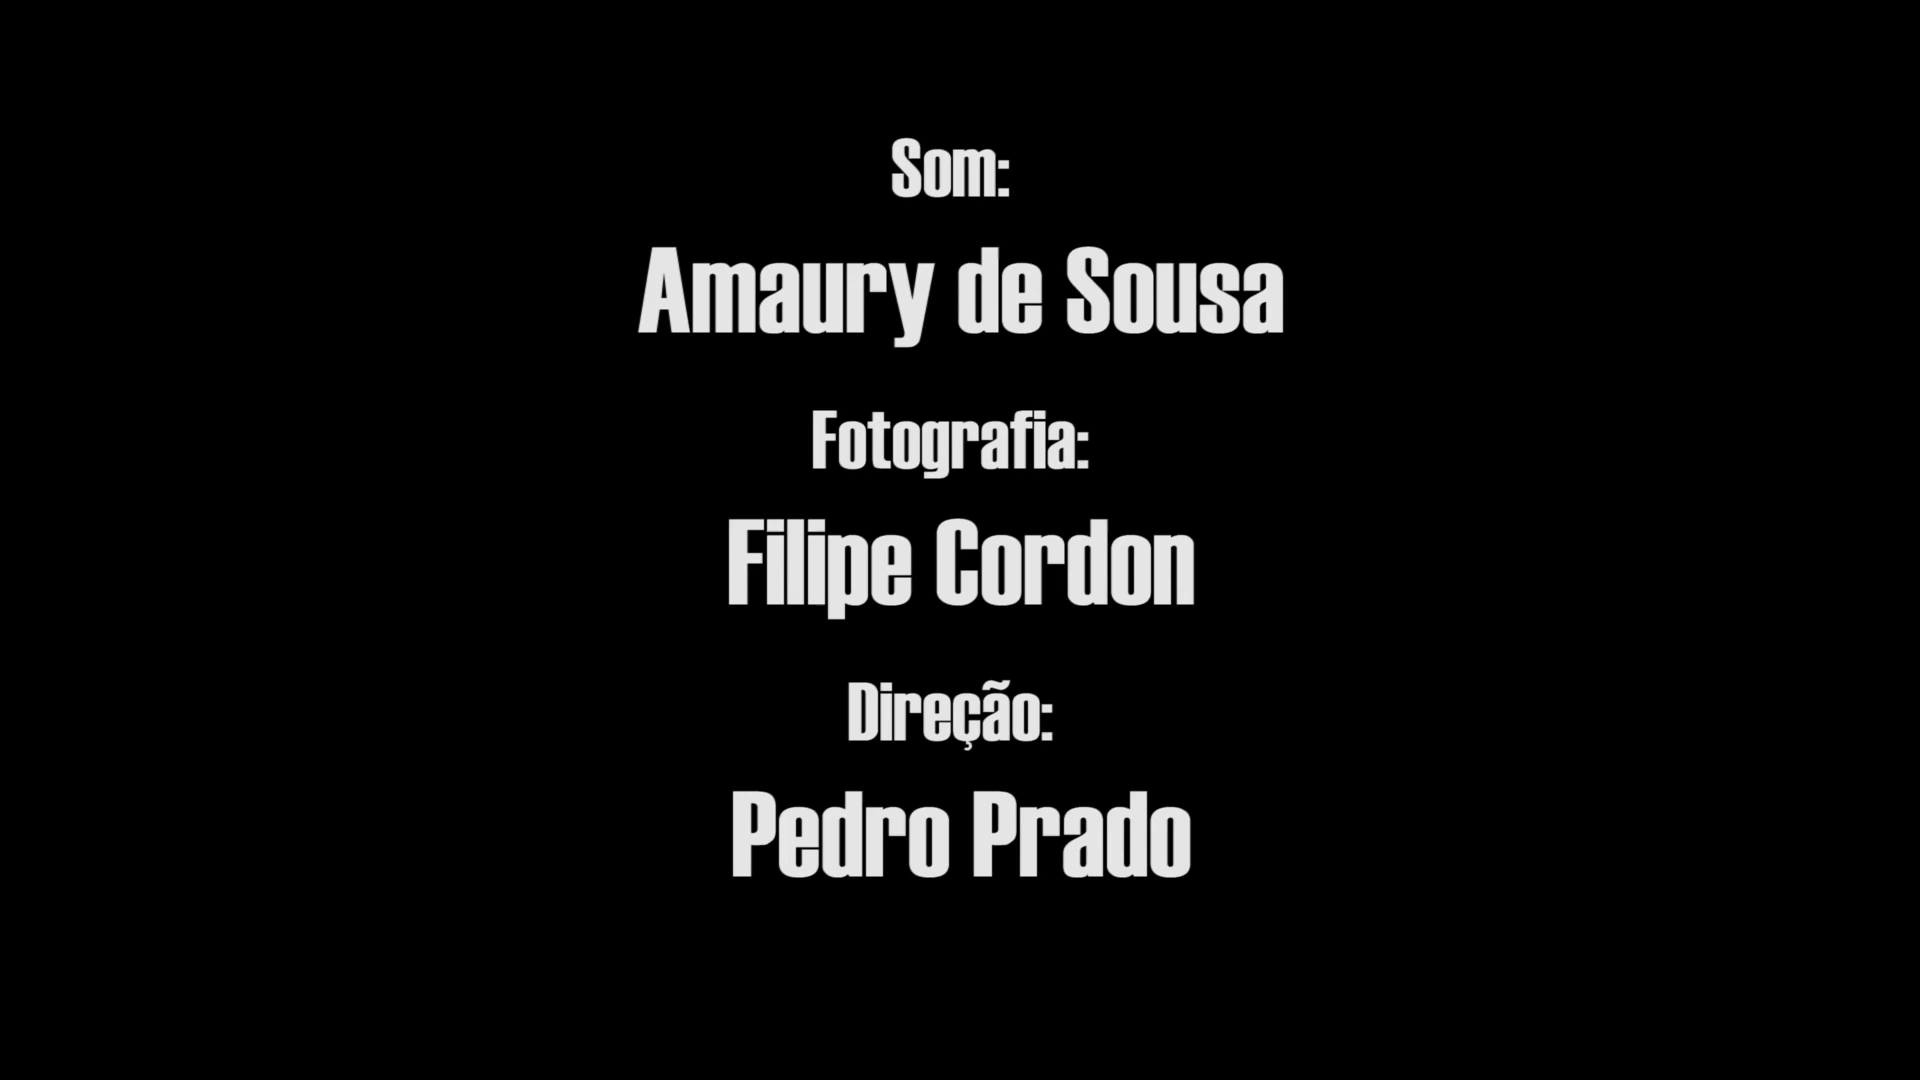 Som:
Amaury de Sousa
Fotografia:
Filipe Cordon
Direção:
Pedro Prado